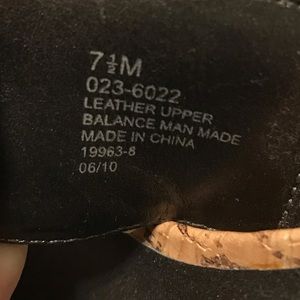 7½M
023-6022
LEATHER UPPER
BALANCE MAN MADE
MADE IN CHINA
19963-8
06/10